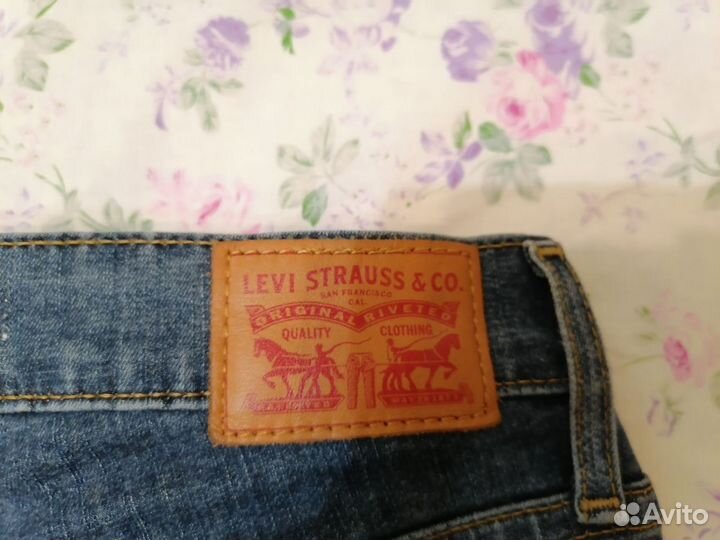 LEVI STRAUSS & CO.
SAN FRANCISCO
CAL.
ORIGINAL RIVETED
QUALITY CLOTHING
Avito